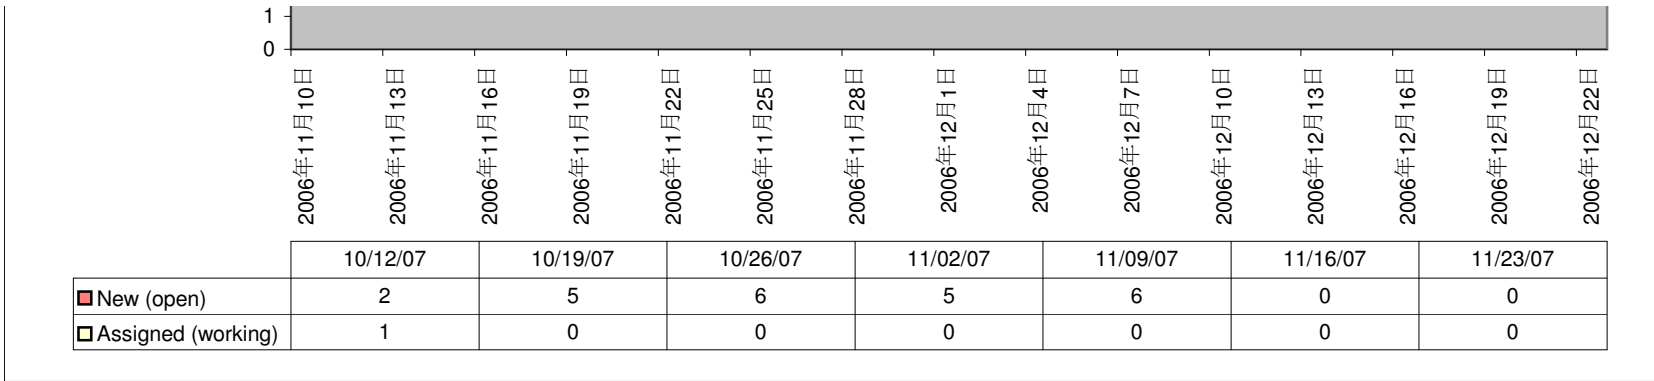 1
0
2006年11月10日
2006年11月13日
2006年11月16日
2006年11月19日
2006年11月22日
2006年11月25日
2006年11月28日
2006年12月1日
2006年12月4日
2006年12月7日
2006年12月10日
2006年12月13日
2006年12月16日
2006年12月19日
2006年12月22日
10/12/07 10/19/07 10/26/07 11/02/07 11/09/07 11/16/07 11/23/07
New (open) 2 5 6 5 6 0 0
Assigned (working) 1 0 0 0 0 0 0